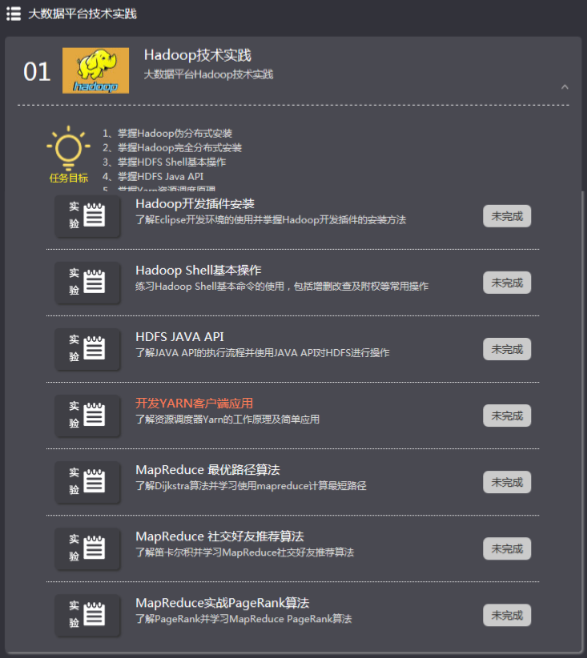 大数据平台技术实践
01
hadoop
Hadoop技术实践
大数据平台Hadoop技术实践
任务目标
1、掌握Hadoop伪分布式安装
2、掌握Hadoop完全分布式安装
3、掌握HDFS Shell基本操作
4、掌握HDFS Java API
5、掌握Yarn资源调度原理
实验
Hadoop开发插件安装
了解Eclipse开发环境的使用并掌握Hadoop开发插件的安装方法
未完成
实验
Hadoop Shell基本操作
练习Hadoop Shell基本命令的使用，包括增删改查及附权等常用操作
未完成
实验
HDFS JAVA API
了解JAVA API的执行流程并使用JAVA API对HDFS进行操作
未完成
实验
开发YARN客户端应用
了解资源调度器Yarn的工作原理及简单应用
未完成
实验
MapReduce 最优路径算法
了解Dijkstra算法并学习使用mapreduce计算最短路径
未完成
实验
MapReduce 社交好友推荐算法
了解笛卡尔积并学习MapReduce社交好友推荐算法
未完成
实验
MapReduce实战PageRank算法
了解PageRank并学习MapReduce PageRank算法
未完成